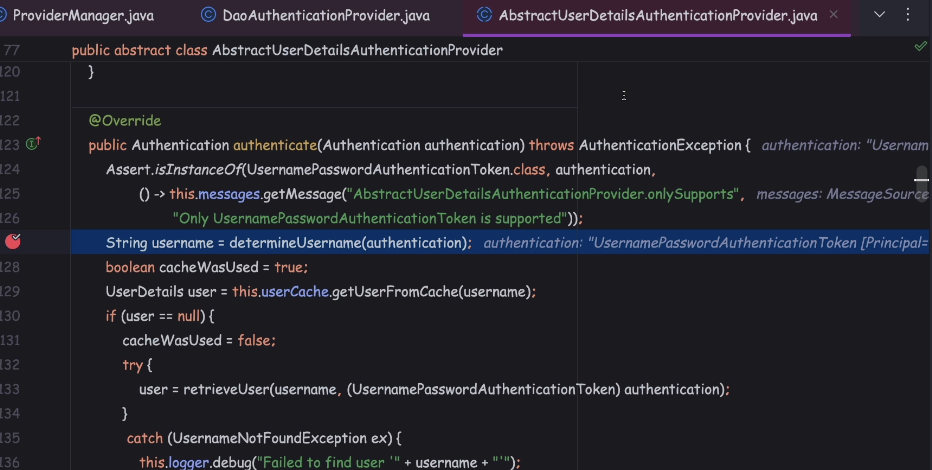 ProviderManager.java DaoAuthenticationProvider.java AbstractUserDetailsAuthenticationProvider.java
77 public abstract class AbstractUserDetailsAuthenticationProvider
120 }
121
122 @Override
123 public Authentication authenticate(Authentication authentication) throws AuthenticationException { authentication: "Usernam
124 Assert.isInstanceOf(UsernamePasswordAuthenticationToken.class, authentication,
125 () -> this.messages.getMessage("AbstractUserDetailsAuthenticationProvider.onlySupports", messages: MessageSource
126 "Only UsernamePasswordAuthenticationToken is supported"));
String username = determineUsername(authentication); authentication: "UsernamePasswordAuthenticationToken [Principal=
128 boolean cacheWasUsed = true;
129 UserDetails user = this.userCache.getUserFromCache(username);
130 if (user == null) {
131 cacheWasUsed = false;
132 try {
133 user = retrieveUser(username, (UsernamePasswordAuthenticationToken) authentication);
134 }
135 catch (UsernameNotFoundException ex) {
136 this.logger.debug("Failed to find user '" + username + "'");